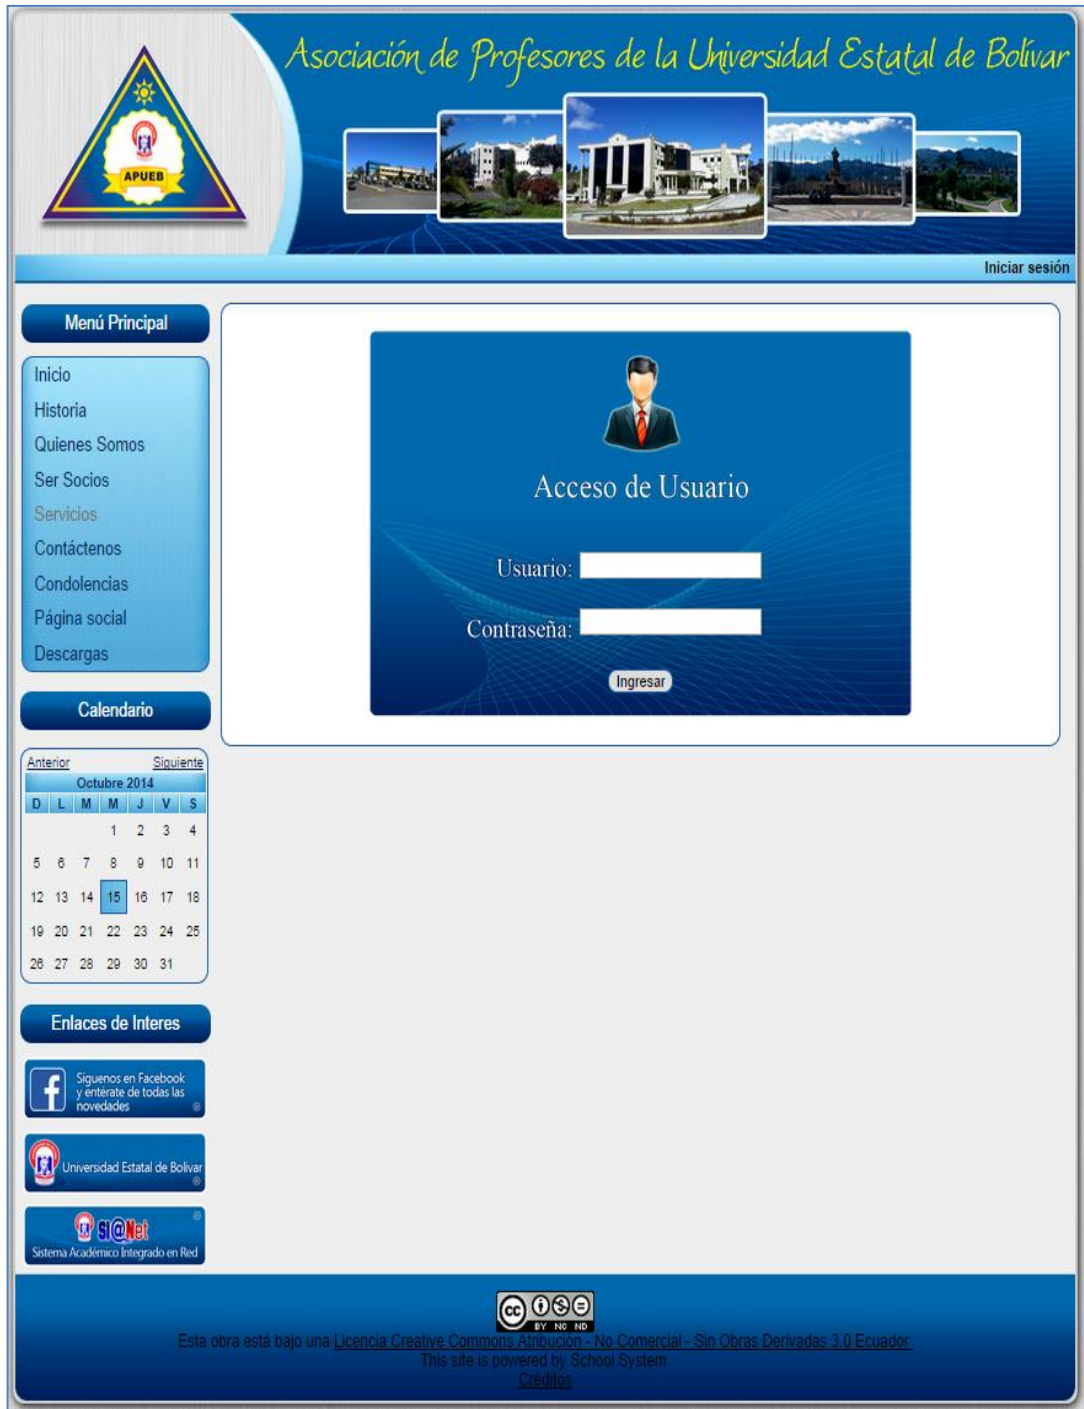 Asociación de Profesores de la Universidad Estatal de Bolívar
APUEB
Iniciar sesión
Menú Principal
Inicio
Historia
Quienes Somos
Ser Socios
Servicios
Contáctenos
Condolencias
Página social
Descargas
Acceso de Usuario
Usuario:
Contraseña:
Ingresar
Calendario
Anterior Siguiente
Octubre 2014
D L M M J V S
1 2 3 4
5 6 7 8 9 10 11
12 13 14 15 16 17 18
19 20 21 22 23 24 25
26 27 28 29 30 31
Enlaces de Interes
Siguenos en Facebook
y entérate de todas las
novedades
Universidad Estatal de Bolivar
SI@Net
Sistema Académico Integrado en Red
cc
BY NC ND
Esta obra está bajo una Licencia Creative Commons Atribución - No Comercial - Sin Obras Derivadas 3.0 Ecuador
This site is powered by School System
Créditos